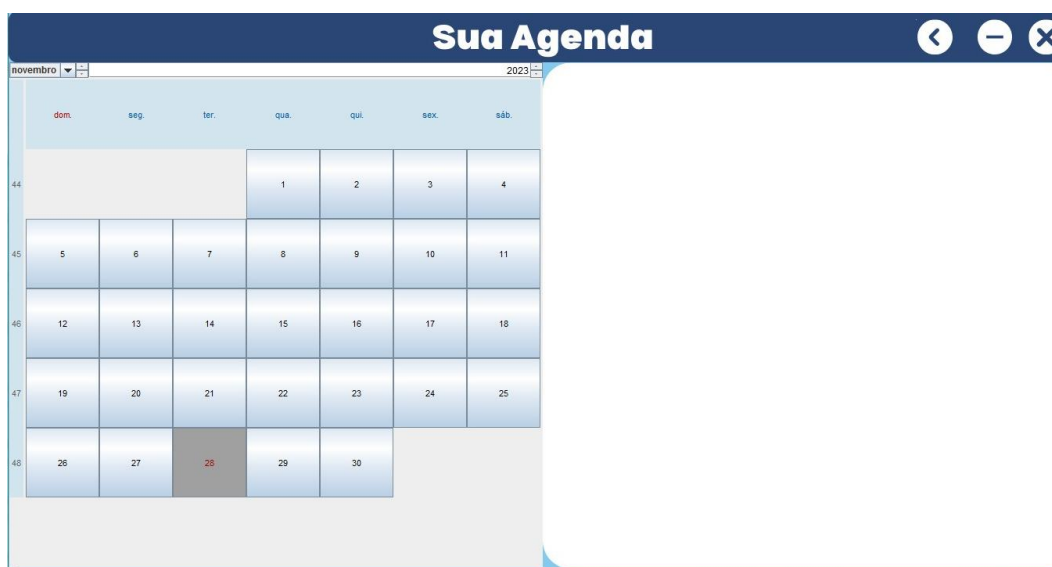 Sua Agenda
novembro 2023
dom. seg. ter. qua. qui. sex. sáb.
44 1 2 3 4
45 5 6 7 8 9 10 11
46 12 13 14 15 16 17 18
47 19 20 21 22 23 24 25
48 26 27 28 29 30